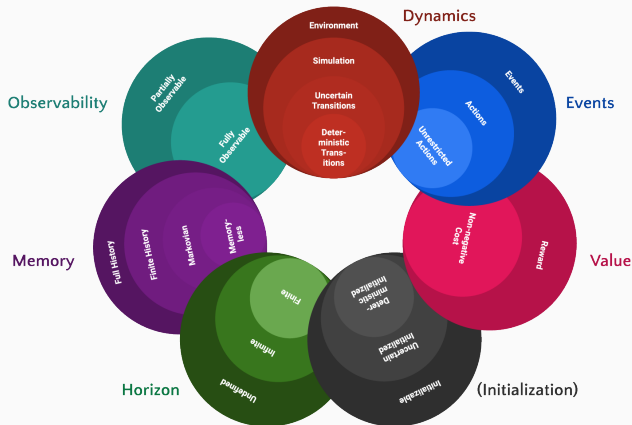 Dynamics
Environment
Simulation
Uncertain
Transitions
Deter-
ministic
Trans-
itions
Observability
Partially
Observable
Fully
Observable
Events
Events
Actions
Unrestricted
Actions
Memory
Full History
Finite History
Markovian
Memory-
less
Value
Non-negative
Cost
Reward
Horizon
Finite
Infinite
Undefined
(Initialization)
Deter-
ministic
Initialized
Uncertain
Initialized
Initializable